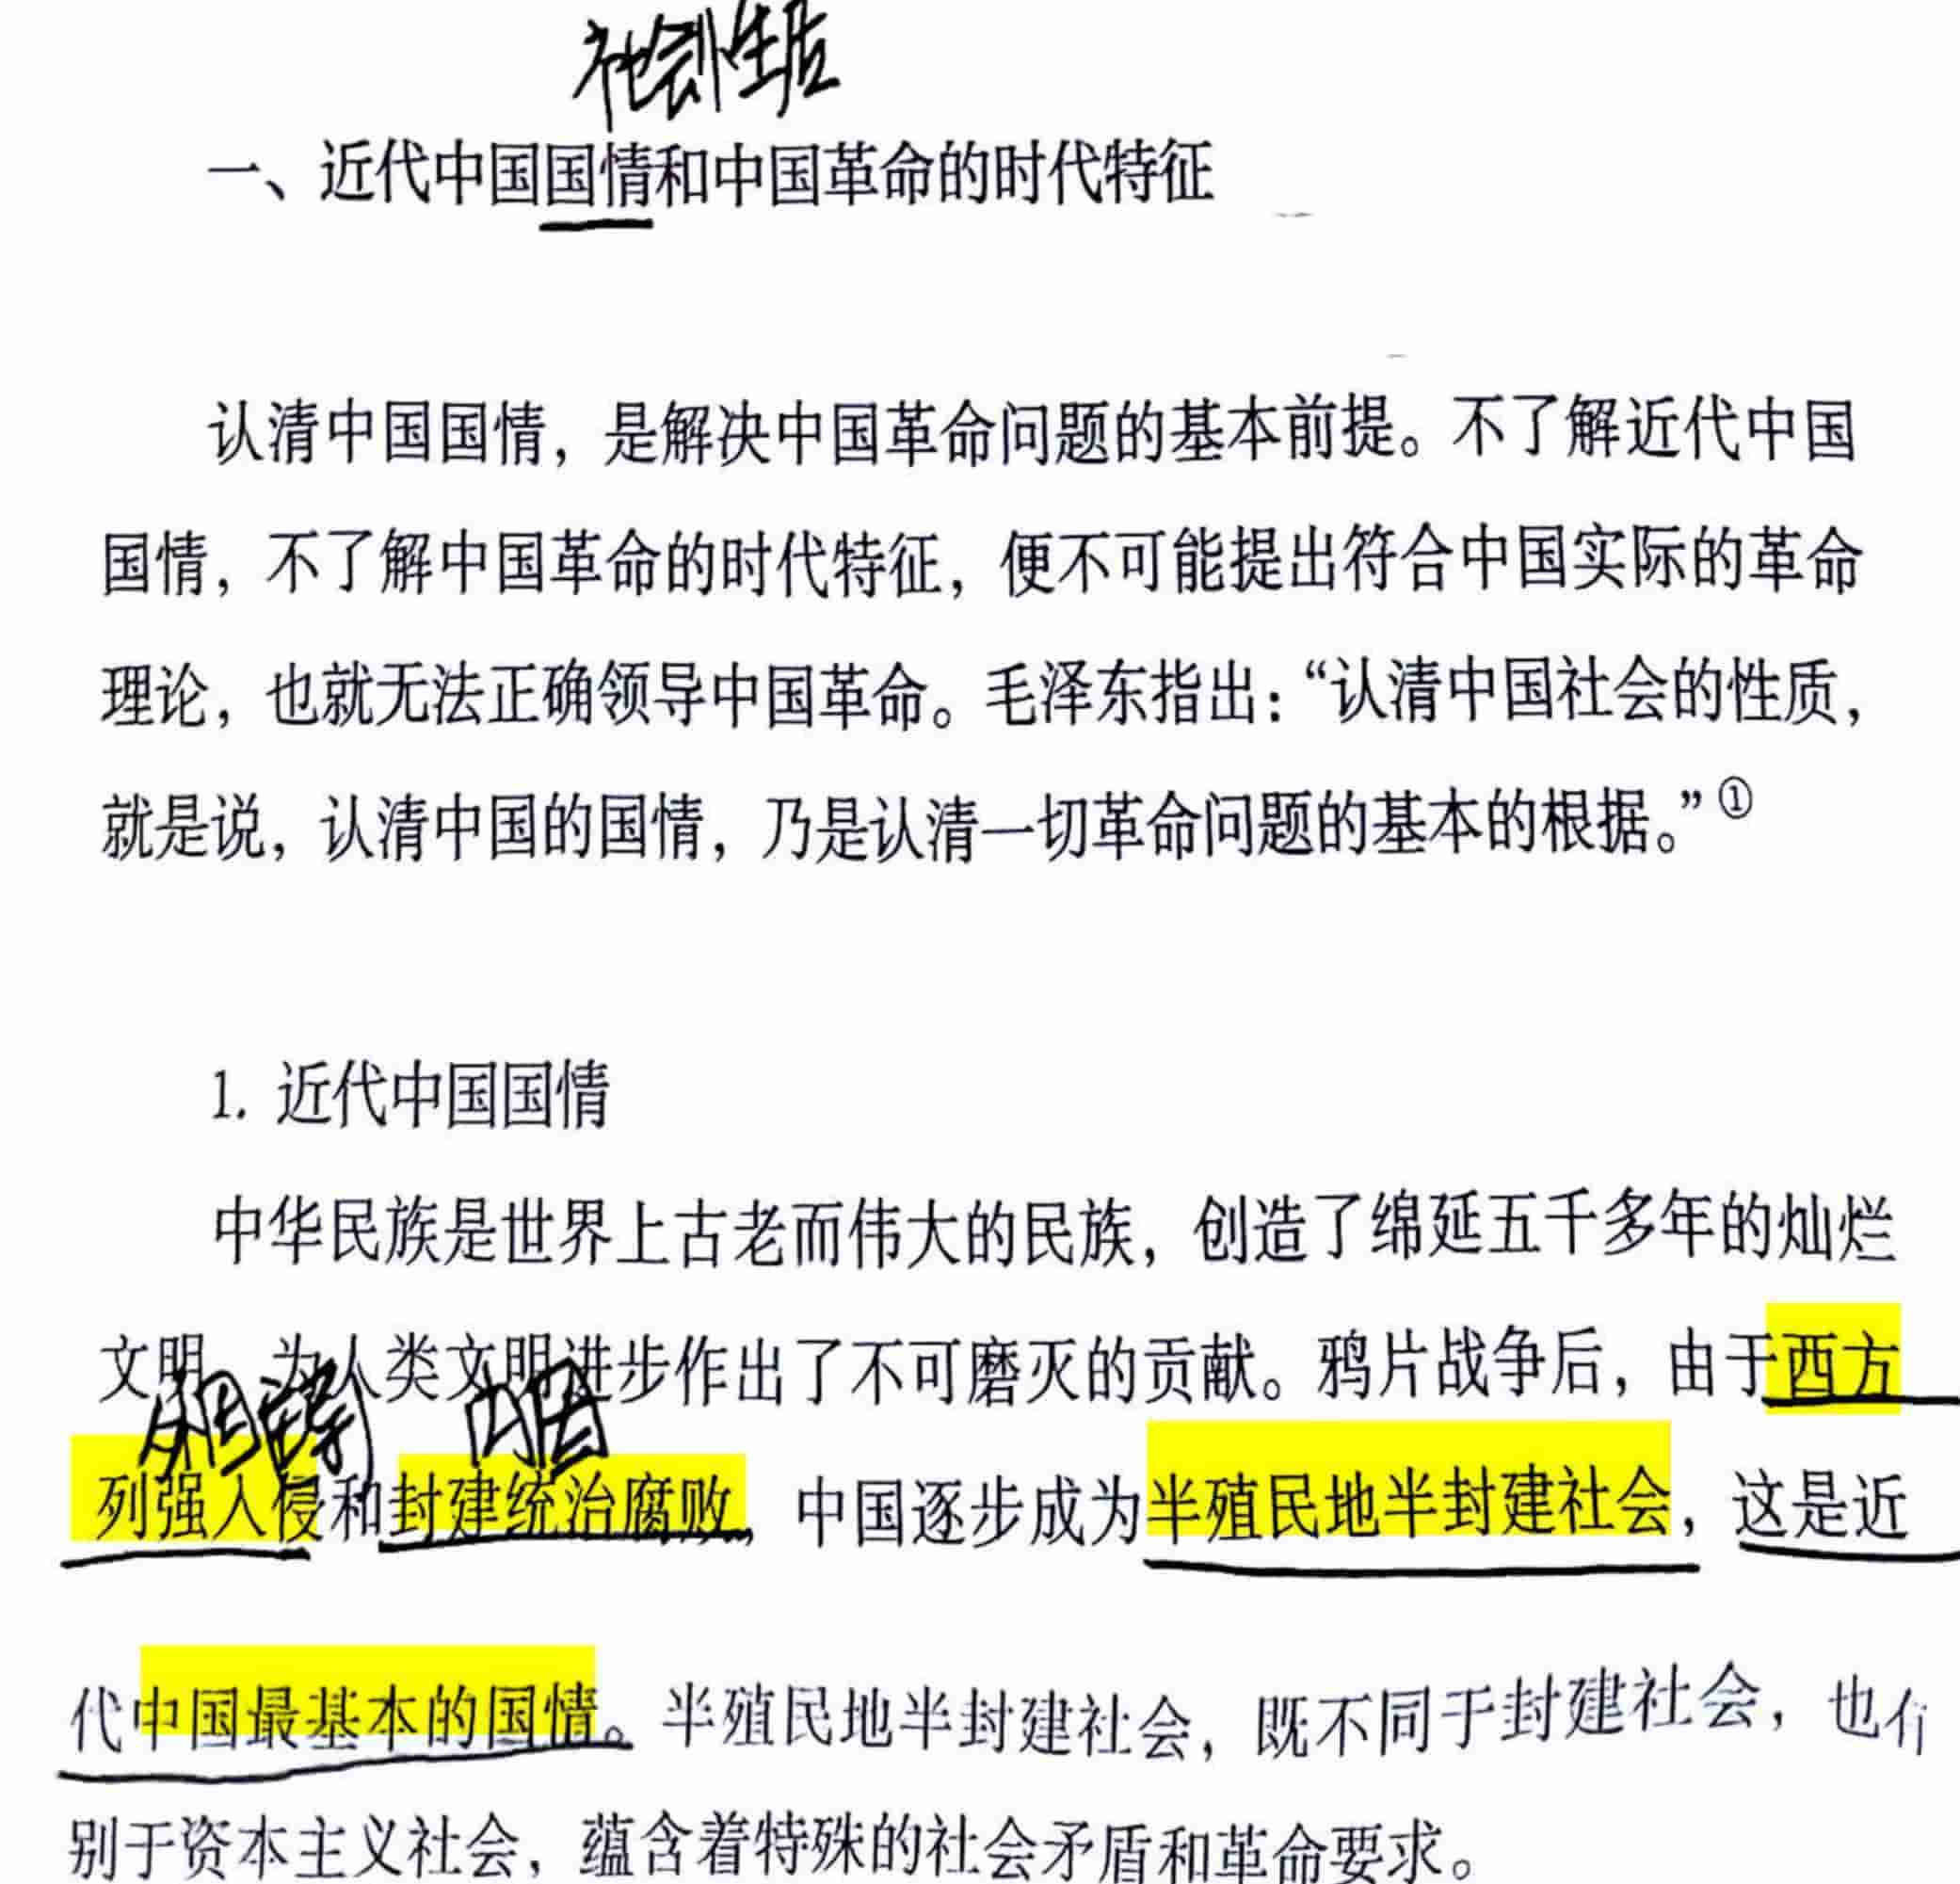 社会性质
一、近代中国国情和中国革命的时代特征
认清中国国情，是解决中国革命问题的基本前提。不了解近代中国
国情，不了解中国革命的时代特征，便不可能提出符合中国实际的革命
理论，也就无法正确领导中国革命。毛泽东指出：“认清中国社会的性质，
就是说，认清中国的国情，乃是认清一切革命问题的基本的根据。”①
1. 近代中国国情
中华民族是世界上古老而伟大的民族，创造了绵延五千多年的灿烂
文明，为人类文明进步作出了不可磨灭的贡献。鸦片战争后，由于西方
外因 内因
列强入侵和封建统治腐败，中国逐步成为半殖民地半封建社会，这是近
代中国最基本的国情。半殖民地半封建社会，既不同于封建社会，也有
别于资本主义社会，蕴含着特殊的社会矛盾和革命要求。